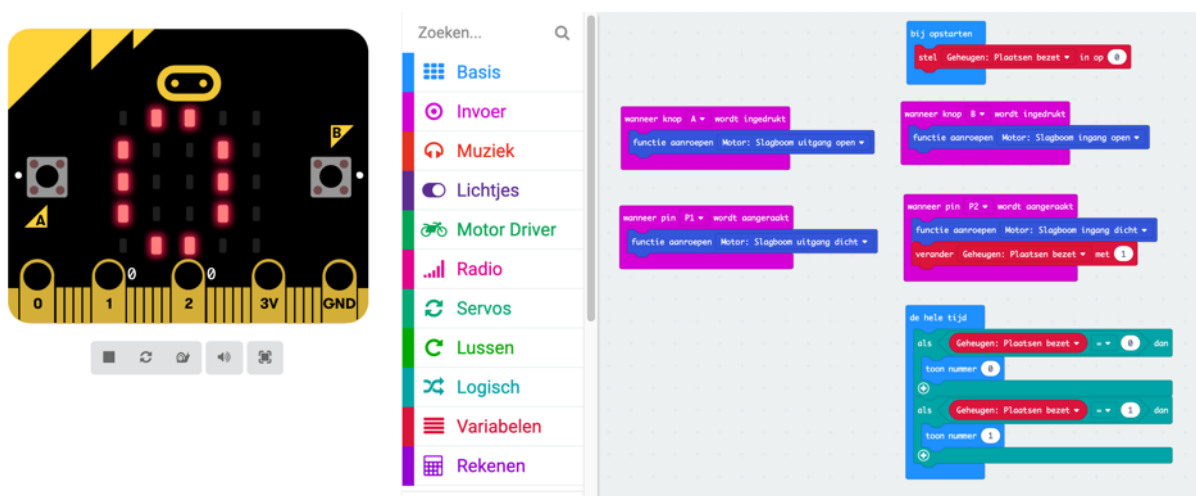 B
A
0
0
0
1
2
3V
GND
Zoeken...
Basis
Invoer
Muziek
Lichtjes
Motor Driver
Radio
Servos
Lussen
Logisch
Variabelen
Rekenen
bij opstarten
stel Geheugen: Plaatsen bezet in op 0
wanneer knop A wordt ingedrukt
functie aanroepen Motor: Slagboom uitgang open
wanneer knop B wordt ingedrukt
functie aanroepen Motor: Slagboom ingang open
wanneer pin P1 wordt aangeraakt
functie aanroepen Motor: Slagboom uitgang dicht
wanneer pin P2 wordt aangeraakt
functie aanroepen Motor: Slagboom ingang dicht
verander Geheugen: Plaatsen bezet met 1
de hele tijd
als Geheugen: Plaatsen bezet = 0 dan
toon nummer 0
als Geheugen: Plaatsen bezet = 1 dan
toon nummer 1